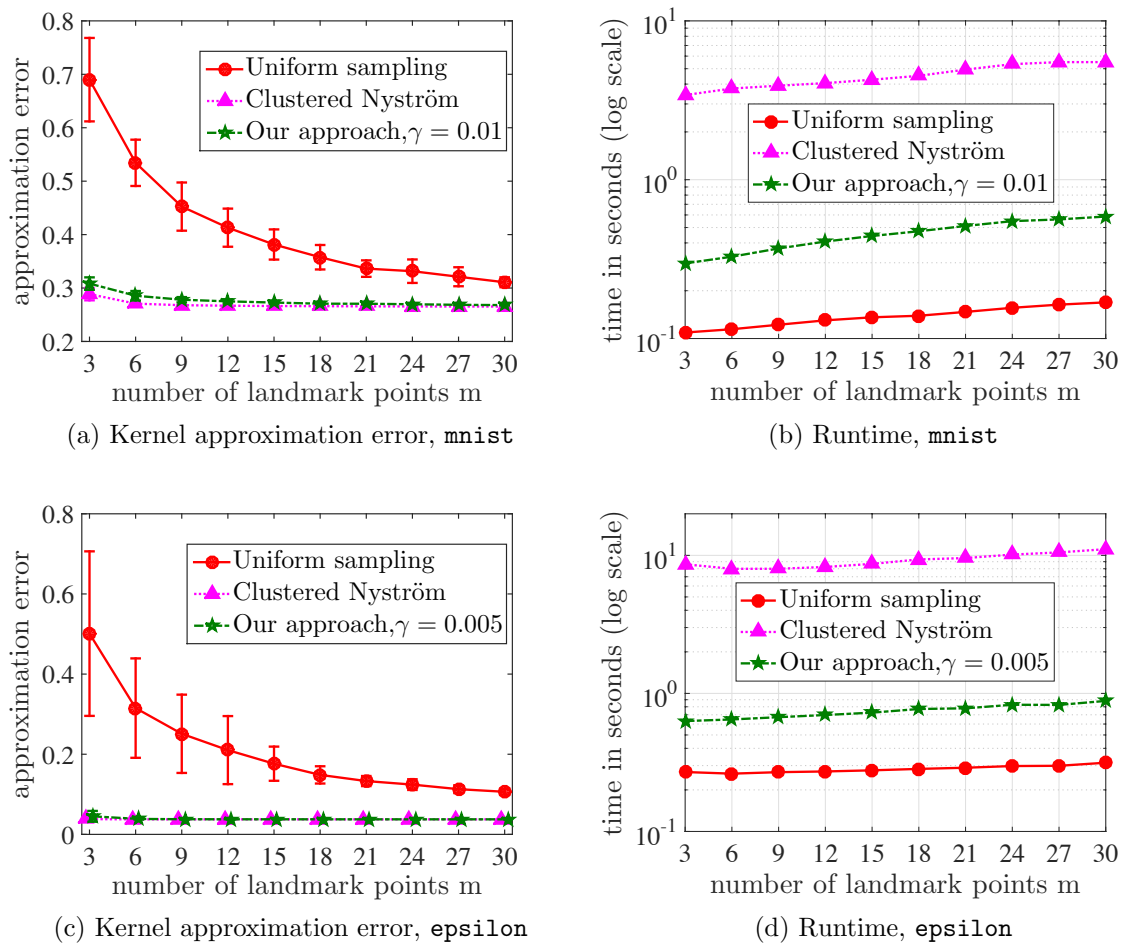 0.8
0.7
0.6
0.5
0.4
0.3
0.2
approximation error
Uniform sampling
Clustered Nyström
Our approach,γ = 0.01
3 6 9 12 15 18 21 24 27 30
number of landmark points m
(a) Kernel approximation error, mnist
10^1
10^0
10^-1
time in seconds (log scale)
Uniform sampling
Clustered Nyström
Our approach,γ = 0.01
3 6 9 12 15 18 21 24 27 30
number of landmark points m
(b) Runtime, mnist
0.8
0.6
0.4
0.2
0
approximation error
Uniform sampling
Clustered Nyström
Our approach,γ = 0.005
3 6 9 12 15 18 21 24 27 30
number of landmark points m
(c) Kernel approximation error, epsilon
10^1
10^0
10^-1
time in seconds (log scale)
Uniform sampling
Clustered Nyström
Our approach,γ = 0.005
3 6 9 12 15 18 21 24 27 30
number of landmark points m
(d) Runtime, epsilon